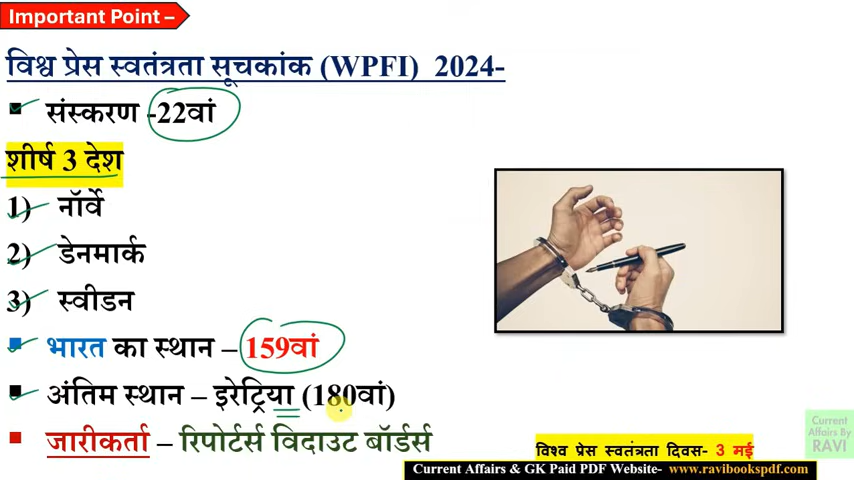 Important Point –
विश्व प्रेस स्वतंत्रता सूचकांक (WPFI) 2024-
▪ संस्करण -22वां
शीर्ष 3 देश
1) नॉर्वे
2) डेनमार्क
3) स्वीडन
▪ भारत का स्थान – 159वां
▪ अंतिम स्थान – इरेट्रिया (180वां)
▪ जारीकर्ता – रिपोर्टर्स विदाउट बॉर्डर्स
विश्व प्रेस स्वतंत्रता दिवस- 3 मई
Current Affairs & GK Paid PDF Website- www.ravibookspdf.com
Current
Affairs By
RAVI